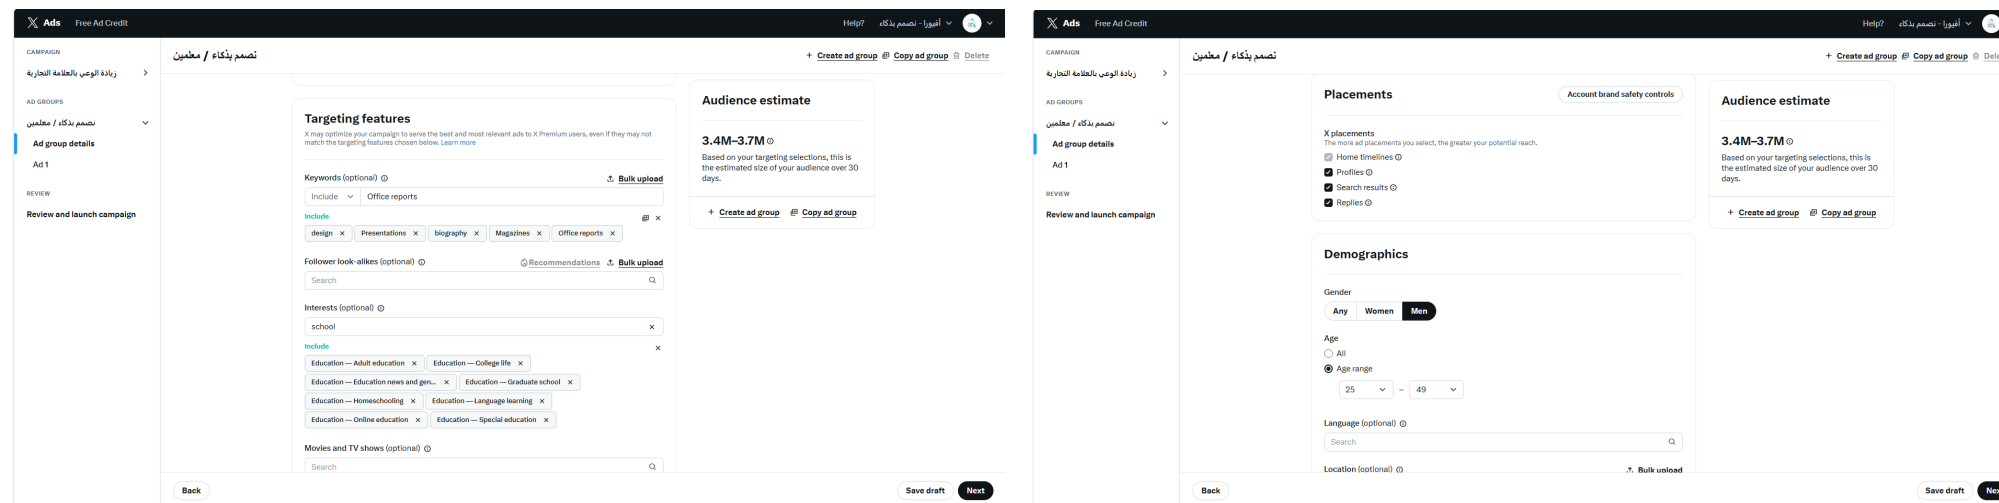 X Ads Free Ad Credit Help? أفيورا - نصمم بذكاء
CAMPAIGN
زيادة الوعي بالعلامة التجارية
AD GROUPS
نصمم بذكاء / معلمين
Ad group details
Ad 1
REVIEW
Review and launch campaign
نصمم بذكاء / معلمين
+ Create ad group Copy ad group Delete
Targeting features
X may optimize your campaign to serve the best and most relevant ads to X Premium users, even if they may not
match the targeting features chosen below. Learn more
Keywords (optional) Bulk upload
Include Office reports
Include
design × Presentations × biography × Magazines × Office reports ×
Follower look-alikes (optional) Recommendations Bulk upload
Search
Interests (optional)
school ×
Include ×
Education — Adult education × Education — College life ×
Education — Education news and gen... × Education — Graduate school ×
Education — Homeschooling × Education — Language learning ×
Education — Online education × Education — Special education ×
Movies and TV shows (optional)
Search
Audience estimate
3.4M–3.7M
Based on your targeting selections, this is
the estimated size of your audience over 30
days.
+ Create ad group Copy ad group
Back Save draft Next
X Ads Free Ad Credit Help? أفيورا - نصمم بذكاء
CAMPAIGN
زيادة الوعي بالعلامة التجارية
AD GROUPS
نصمم بذكاء / معلمين
Ad group details
Ad 1
REVIEW
Review and launch campaign
نصمم بذكاء / معلمين
+ Create ad group Copy ad group Dele
Placements Account brand safety controls
X placements
The more ad placements you select, the greater your potential reach.
Home timelines
Profiles
Search results
Replies
Demographics
Gender
Any Women Men
Age
All
Age range
25 – 49
Language (optional)
Search
Location (optional) Bulk upload
Audience estimate
3.4M–3.7M
Based on your targeting selections, this is
the estimated size of your audience over 30
days.
+ Create ad group Copy ad group
Back Save draft Nex